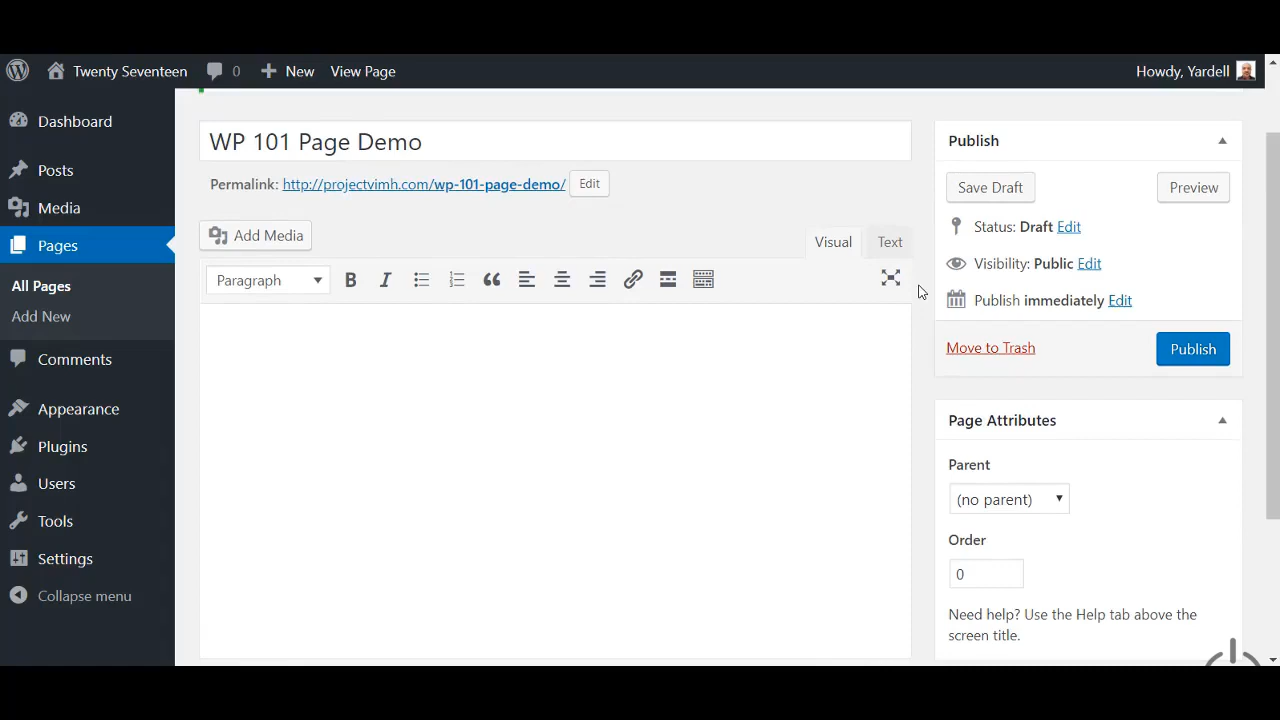 Twenty Seventeen 0 New View Page Howdy, Yardell
Dashboard
Posts
Media
Pages
All Pages
Add New
Comments
Appearance
Plugins
Users
Tools
Settings
Collapse menu
WP 101 Page Demo
Permalink: http://projectvimh.com/wp-101-page-demo/ Edit
Add Media
Visual Text
Paragraph
Publish
Save Draft Preview
Status: Draft Edit
Visibility: Public Edit
Publish immediately Edit
Move to Trash Publish
Page Attributes
Parent
(no parent)
Order
0
Need help? Use the Help tab above the
screen title.